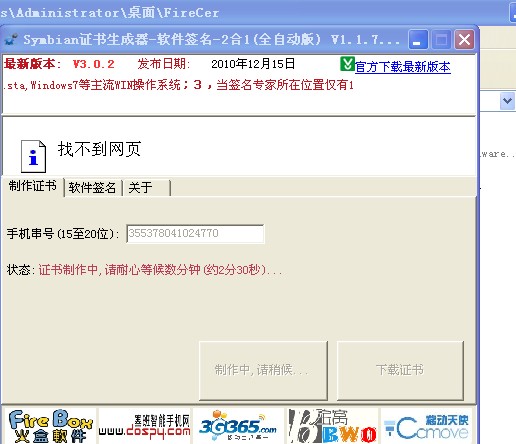 s\Administrator\桌面\FireCer
Symbian证书生成器-软件签名-2合1(全自动版) V1.1.7...
最新版本: V3.0.2 发布日期: 2010年12月15日 官方下载最新版本
.sta,Windows7等主流WIN操作系统；3，当签名专家所在位置仅有1
找不到网页
ware..
制作证书 软件签名 关于
手机串号(15至20位): 355378041024770
状态: 证书制作中,请耐心等候数分钟(约2分30秒)...
制作中,请稍候... 下载证书
Fire Box
火盒软件
塞班智能手机网
www.cospy.com
3G365.com
BWO
移动天使
Camove